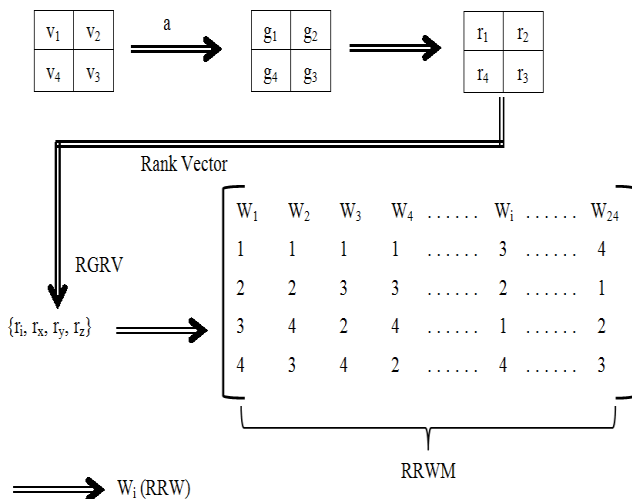 a
v₁ v₂ g₁ g₂ r₁ r₂
v₄ v₃ g₄ g₃ r₄ r₃
Rank Vector
RGRV
{rᵢ, rₓ, r_y, r_z}
W₁ W₂ W₃ W₄ ...... Wᵢ ...... W₂₄
1 1 1 1 ...... 3 ...... 4
2 2 3 3 ...... 2 ...... 1
3 4 2 4 ...... 1 ...... 2
4 3 4 2 ...... 4 ...... 3
RRWM
Wᵢ (RRW)